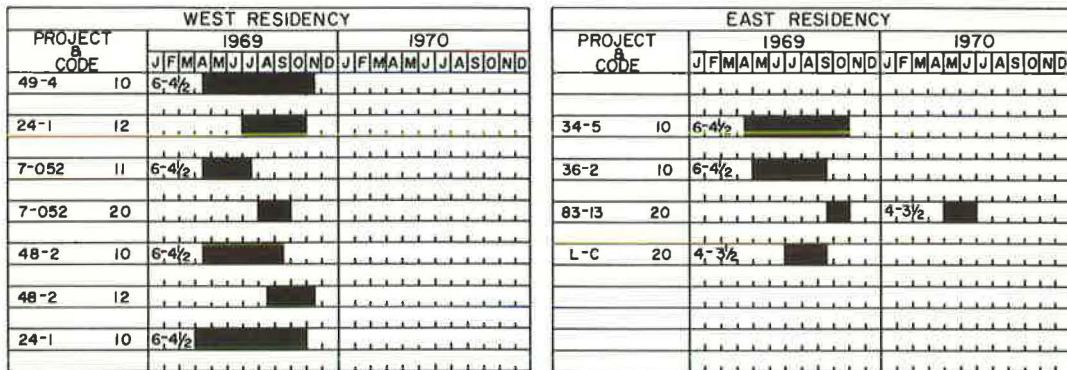 WEST RESIDENCY
PROJECT & CODE
1969 1970
J F M A M J J A S O N D J F M A M J J A S O N D
49-4 10 6-4½
24-1 12
7-052 11 6-4½
7-052 20
48-2 10 6-4½
48-2 12
24-1 10 6-4½
EAST RESIDENCY
PROJECT & CODE
1969 1970
J F M A M J J A S O N D J F M A M J J A S O N D
34-5 10 6-4½
36-2 10 6-4½
83-13 20 4-3½
L-C 20 4-3½